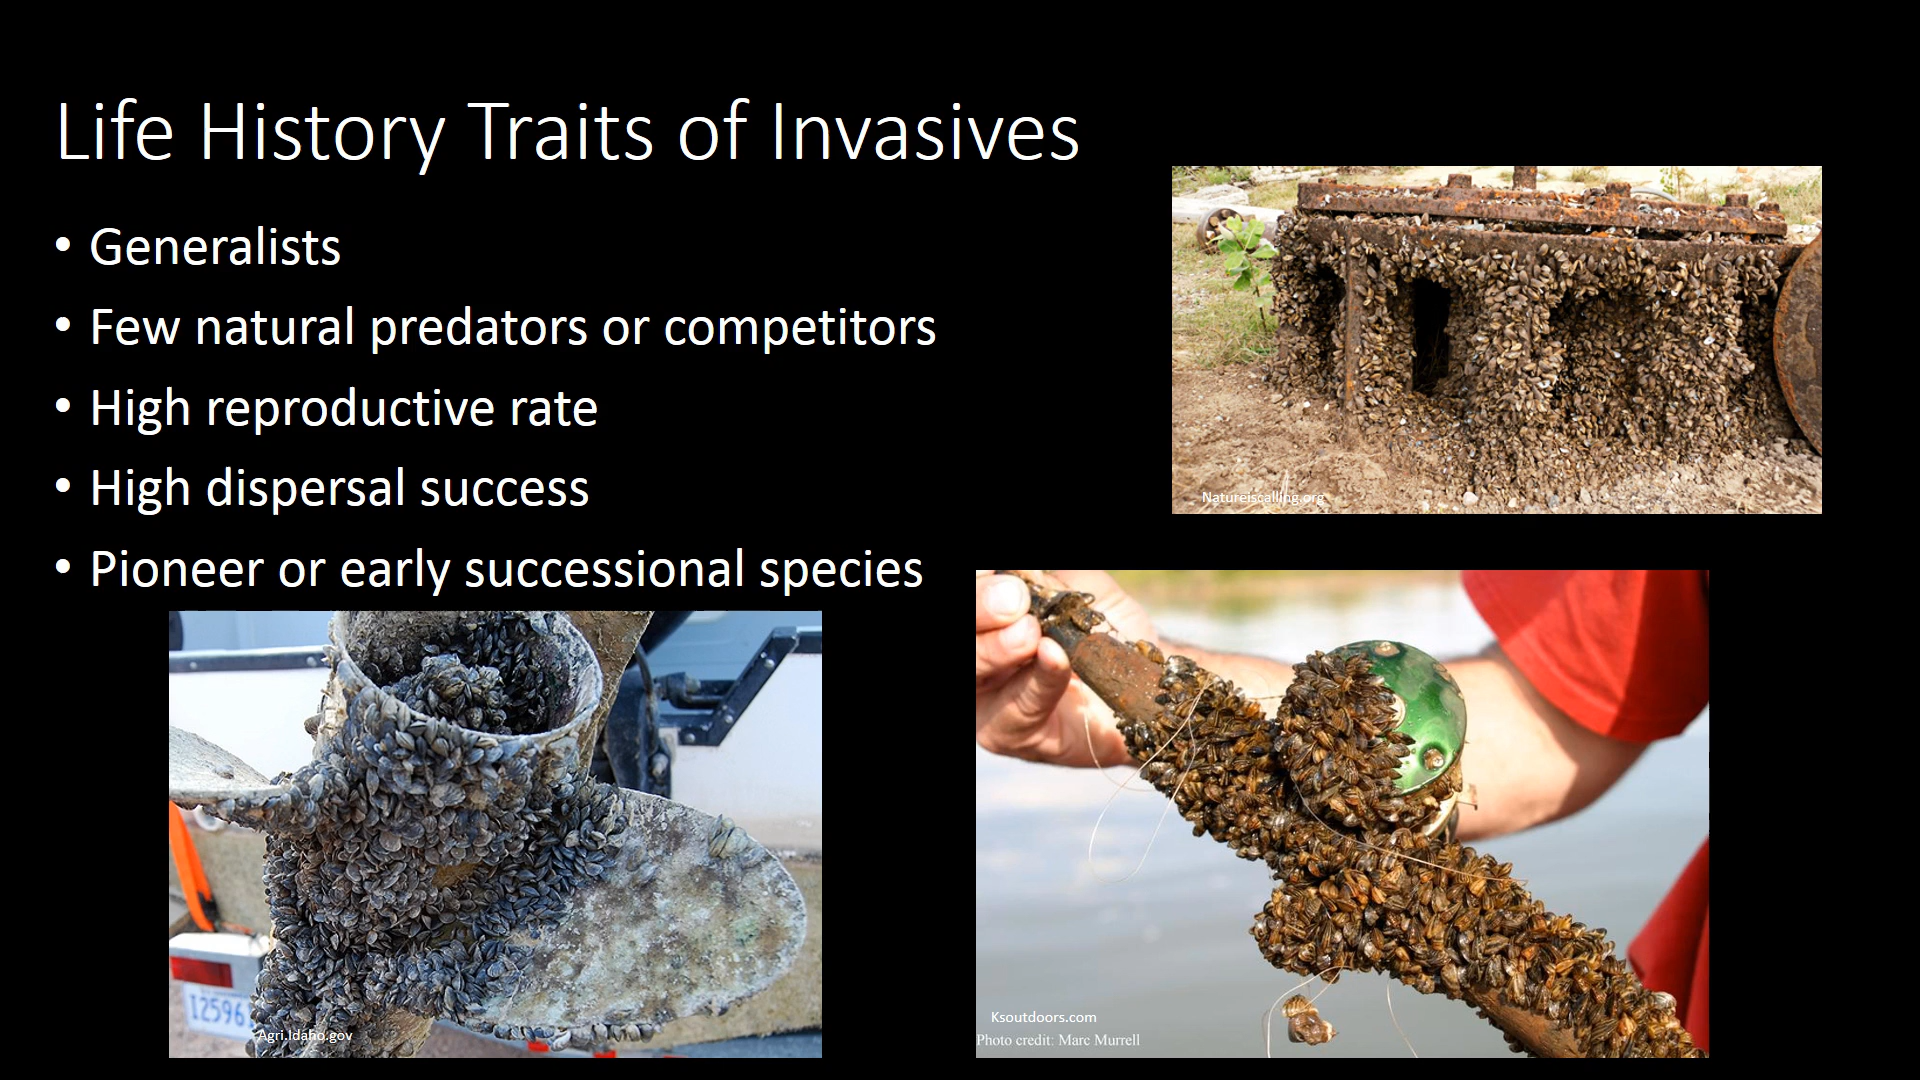 Life History Traits of Invasives
• Generalists
• Few natural predators or competitors
• High reproductive rate
• High dispersal success
• Pioneer or early successional species
Natureiscalling.org
I2596
Agri.Idaho.gov
Ksoutdoors.com
Photo credit: Marc Murrell